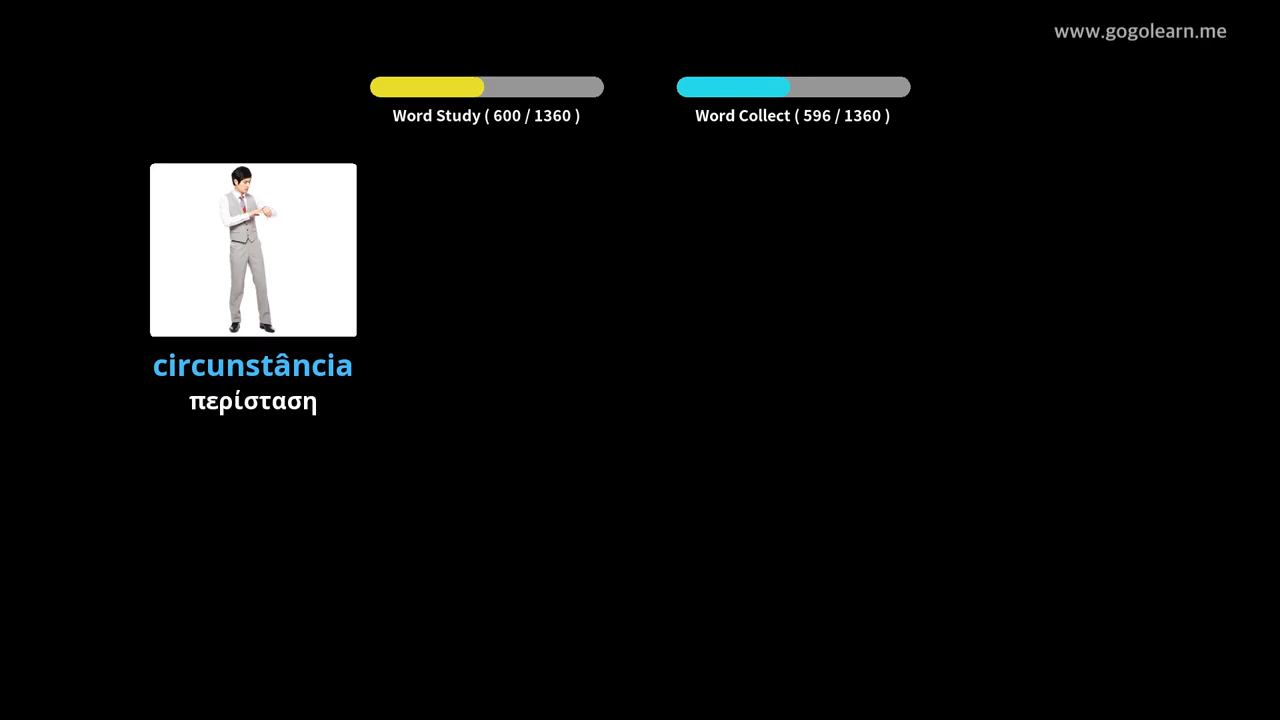 www.gogolearn.me
Word Study ( 600 / 1360 )
Word Collect ( 596 / 1360 )
circunstância
περίσταση